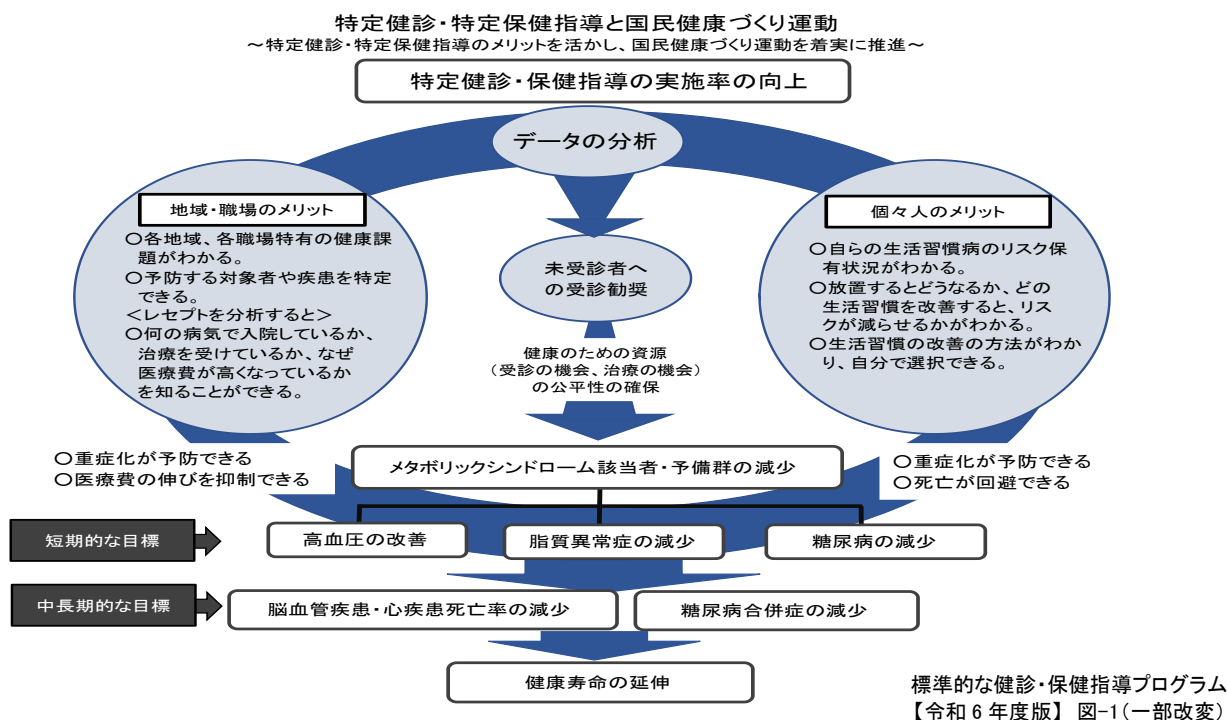 特定健診・特定保健指導と国民健康づくり運動
～特定健診・特定保健指導のメリットを活かし、国民健康づくり運動を着実に推進～
特定健診・保健指導の実施率の向上
データの分析
地域・職場のメリット
○各地域、各職場特有の健康課
題がわかる。
○予防する対象者や疾患を特定
できる。
＜レセプトを分析すると＞
○何の病気で入院しているか、
治療を受けているか、なぜ
医療費が高くなっているか
を知ることができる。
未受診者へ
の受診勧奨
個々人のメリット
○自らの生活習慣病のリスク保
有状況がわかる。
○放置するとどうなるか、どの
生活習慣を改善すると、リス
クが減らせるかがわかる。
○生活習慣の改善の方法がわか
り、自分で選択できる。
健康のための資源
(受診の機会、治療の機会)
の公平性の確保
○重症化が予防できる
○医療費の伸びを抑制できる
メタボリックシンドローム該当者・予備群の減少
○重症化が予防できる
○死亡が回避できる
短期的な目標
高血圧の改善
脂質異常症の減少
糖尿病の減少
中長期的な目標
脳血管疾患・心疾患死亡率の減少
糖尿病合併症の減少
健康寿命の延伸
標準的な健診・保健指導プログラム
【令和6年度版】 図-1(一部改変)